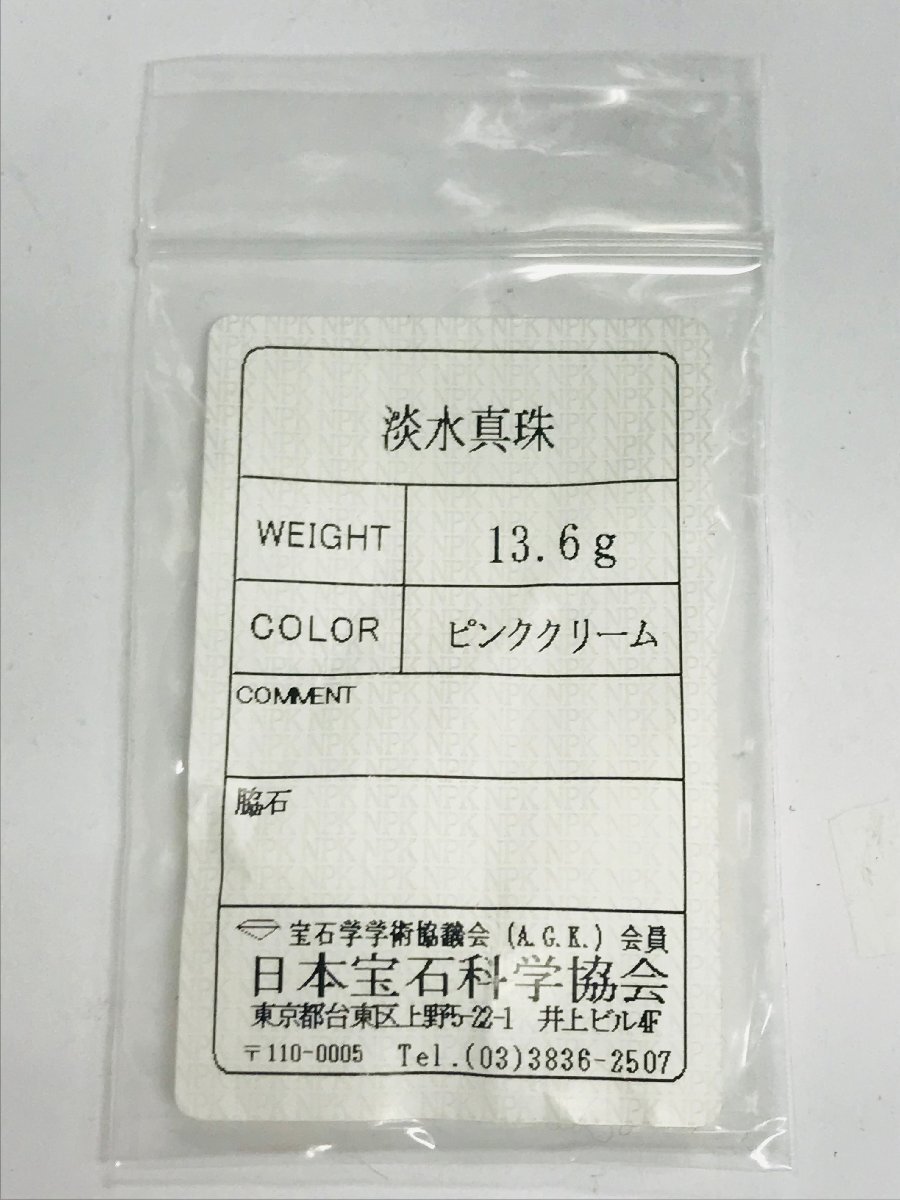 淡水真珠
WEIGHT 13.6g
COLOR ピンククリーム
COMMENT
脇石
宝石学学術協議会 (A.G.K.) 会員
日本宝石科学協会
東京都台東区上野5-22-1 井上ビル4F
〒110-0005 Tel.(03)3836-2507